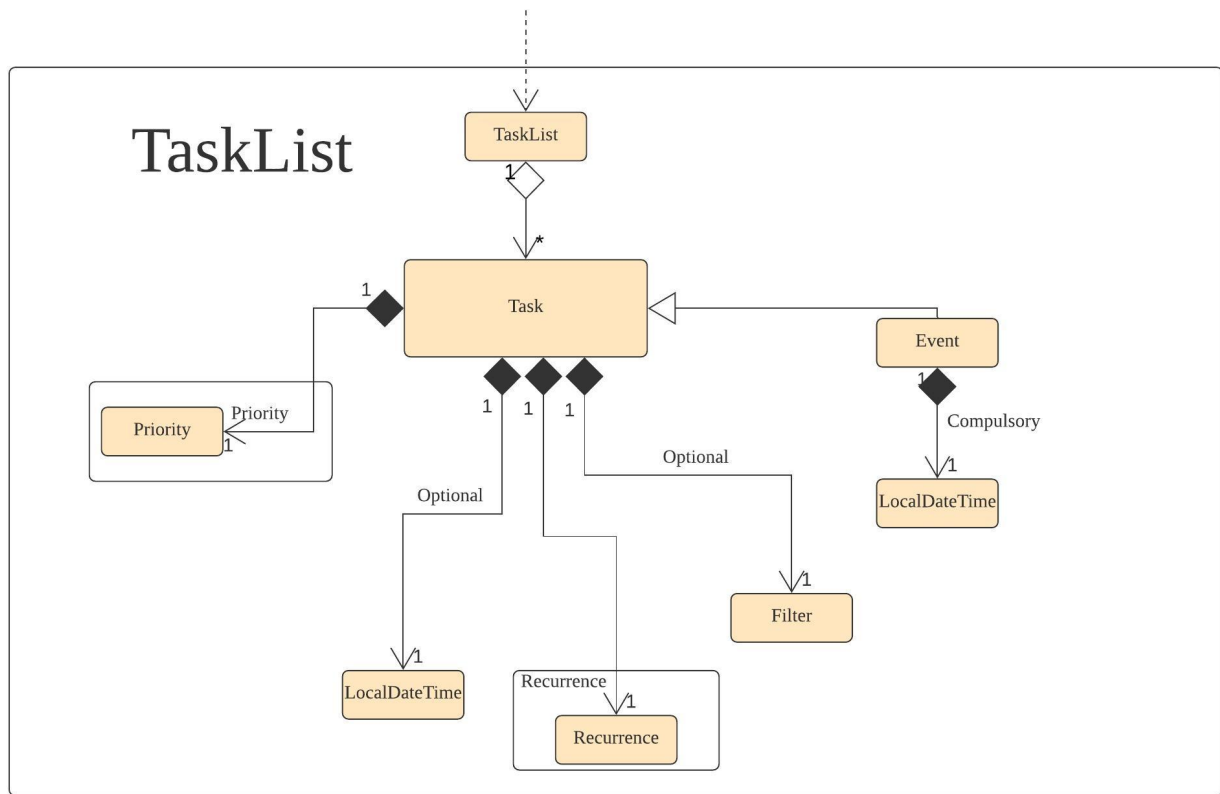 TaskList
TaskList
1
*
Task
1
Event
1
Priority
Priority
1
1
1
1
Compulsory
1
Optional
Optional
LocalDateTime
1
Filter
1
LocalDateTime
Recurrence
1
Recurrence